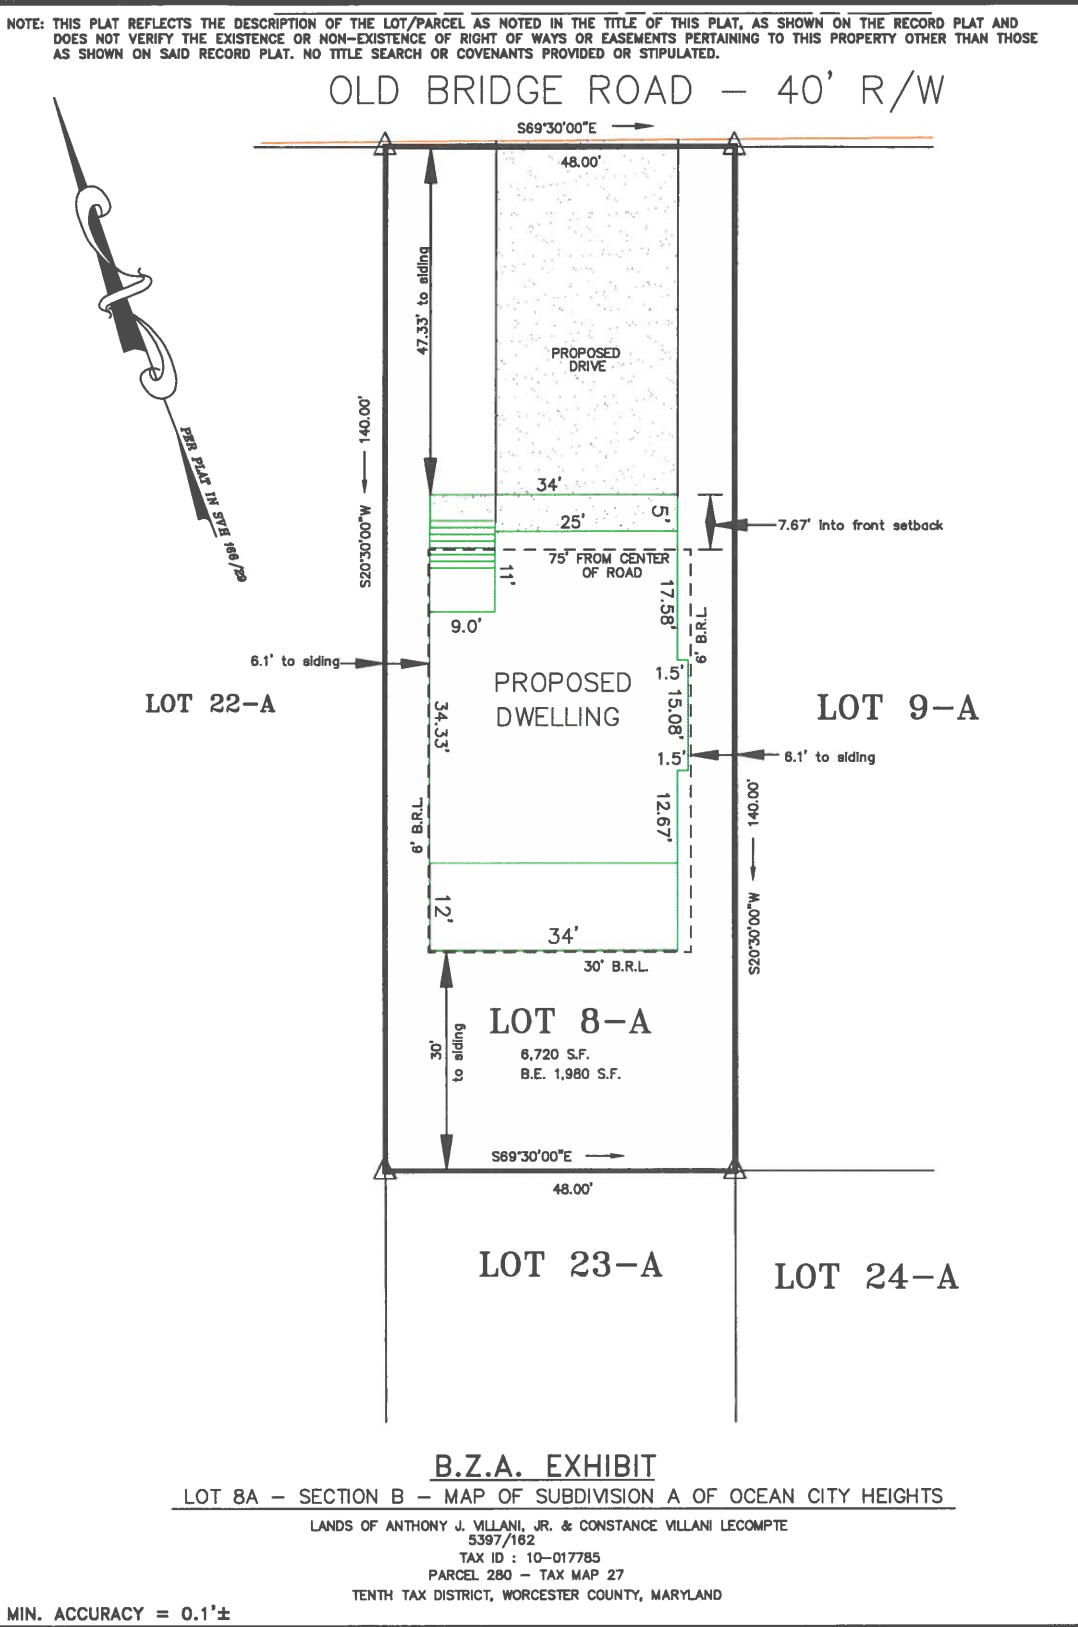 NOTE: THIS PLAT REFLECTS THE DESCRIPTION OF THE LOT/PARCEL AS NOTED IN THE TITLE OF THIS PLAT, AS SHOWN ON THE RECORD PLAT AND
DOES NOT VERIFY THE EXISTENCE OR NON-EXISTENCE OF RIGHT OF WAYS OR EASEMENTS PERTAINING TO THIS PROPERTY OTHER THAN THOSE
AS SHOWN ON SAID RECORD PLAT. NO TITLE SEARCH OR COVENANTS PROVIDED OR STIPULATED.
OLD BRIDGE ROAD - 40' R/W
S69°30'00"E
48.00'
47.33' to siding
PROPOSED
DRIVE
S20°30'00"W
140.00'
PER PLAT IN SVH 166/29
34'
5'
25'
7.67' into front setback
75' FROM CENTER
OF ROAD
11'
17.58'
9.0'
6' B.R.L.
6.1' to siding
LOT 22-A
PROPOSED
DWELLING
1.5'
15.08'
1.5'
LOT 9-A
34.33'
6.1' to siding
12.67'
6' B.R.L.
S20°30'00"W
140.00'
12'
34'
30' B.R.L.
LOT 8-A
6,720 S.F.
B.E. 1,980 S.F.
30'
to siding
S69°30'00"E
48.00'
LOT 23-A
LOT 24-A
B.Z.A. EXHIBIT
LOT 8A - SECTION B - MAP OF SUBDIVISION A OF OCEAN CITY HEIGHTS
LANDS OF ANTHONY J. VILLANI, JR. & CONSTANCE VILLANI LECOMPTE
5397/162
TAX ID : 10-017785
PARCEL 280 - TAX MAP 27
TENTH TAX DISTRICT, WORCESTER COUNTY, MARYLAND
MIN. ACCURACY = 0.1'±